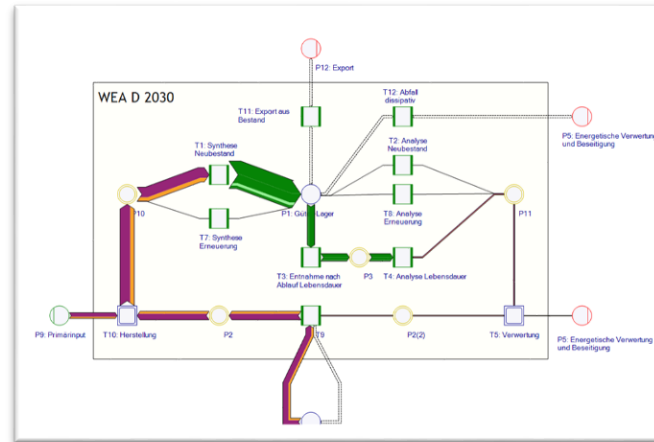 P12: Export
WEA D 2030
T12: Abfall
dissipativ
T11: Export aus
Bestand
P5: Energetische Verwertung
und Beseitigung
T1: Synthese
Neubestand
T2: Analyse
Neubestand
P10
P1: Güter Lager
T8: Analyse
Erneuerung
P11
T7: Synthese
Erneuerung
T3: Entnahme nach
Ablauf Lebensdauer
P3
T4: Analyse Lebensdauer
P9: Primärinput
T10: Herstellung
P2
T9
P2(2)
T5: Verwertung
P5: Energetische Verwertung
und Beseitigung